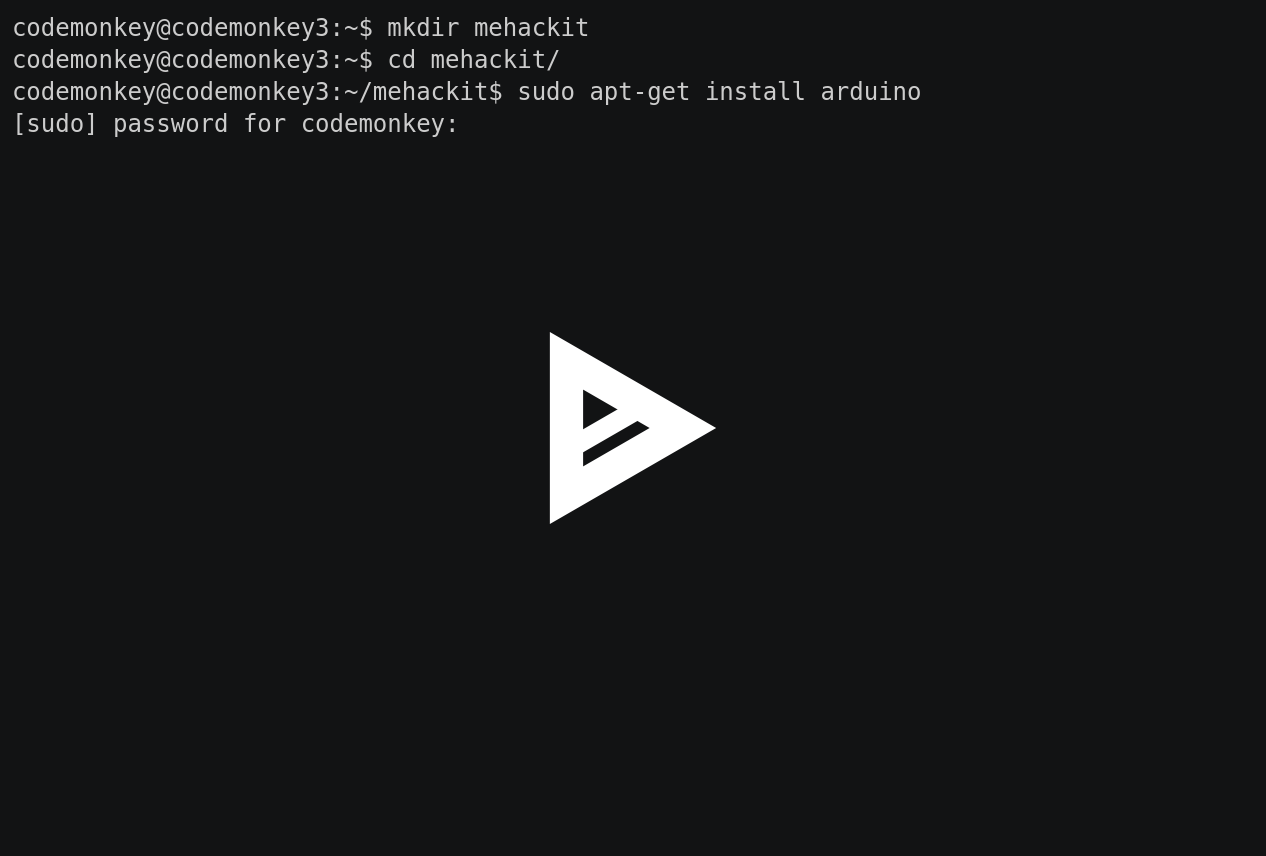 codemonkey@codemonkey3:~$ mkdir mehackit
codemonkey@codemonkey3:~$ cd mehackit/
codemonkey@codemonkey3:~/mehackit$ sudo apt-get install arduino
[sudo] password for codemonkey: